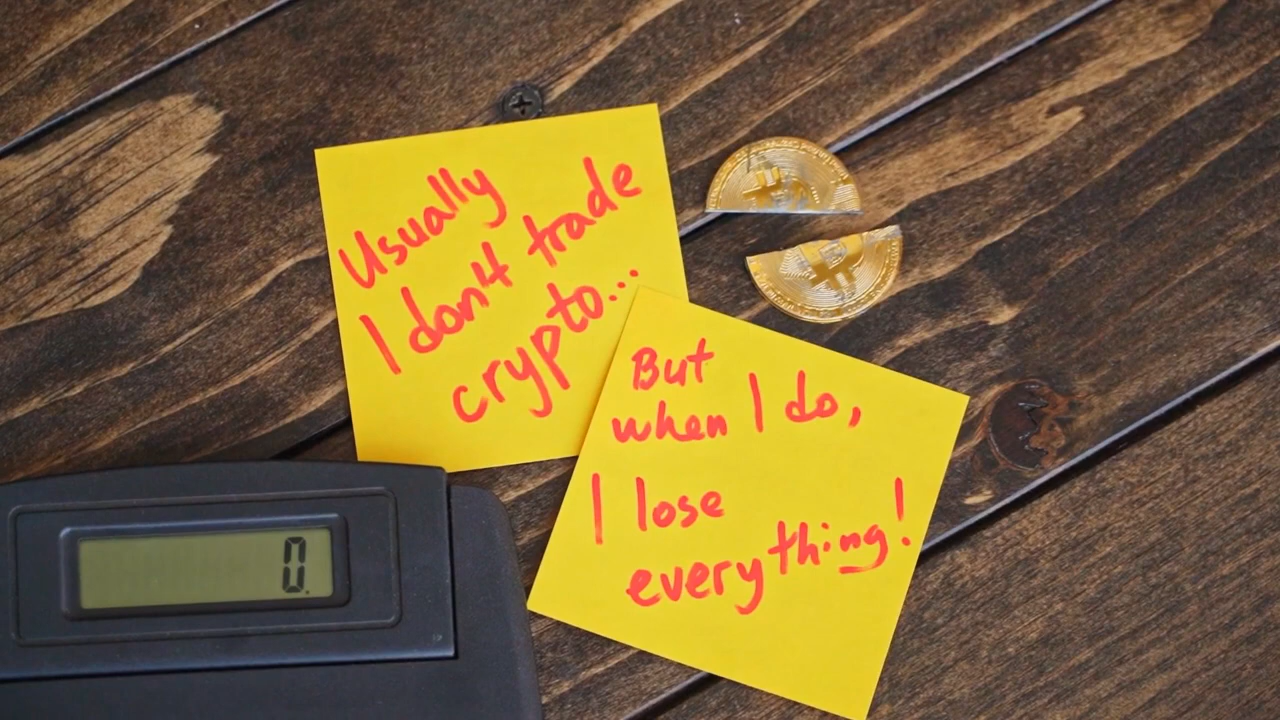 Usually
I don't trade
crypto...
But
when I do,
I lose
everything!
0.